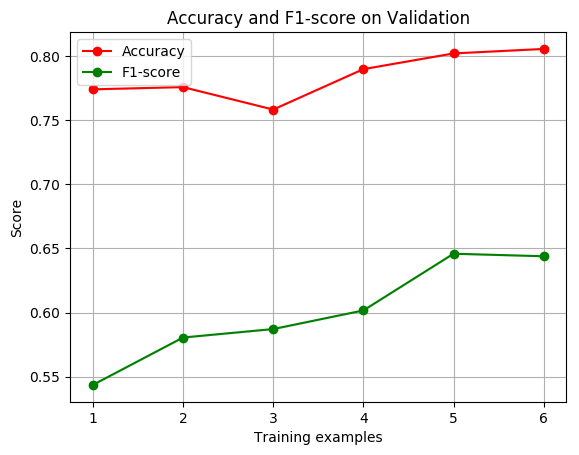 Accuracy and F1-score on Validation
Accuracy
F1-score
0.80
0.75
0.70
0.65
0.60
0.55
Score
1 2 3 4 5 6
Training examples